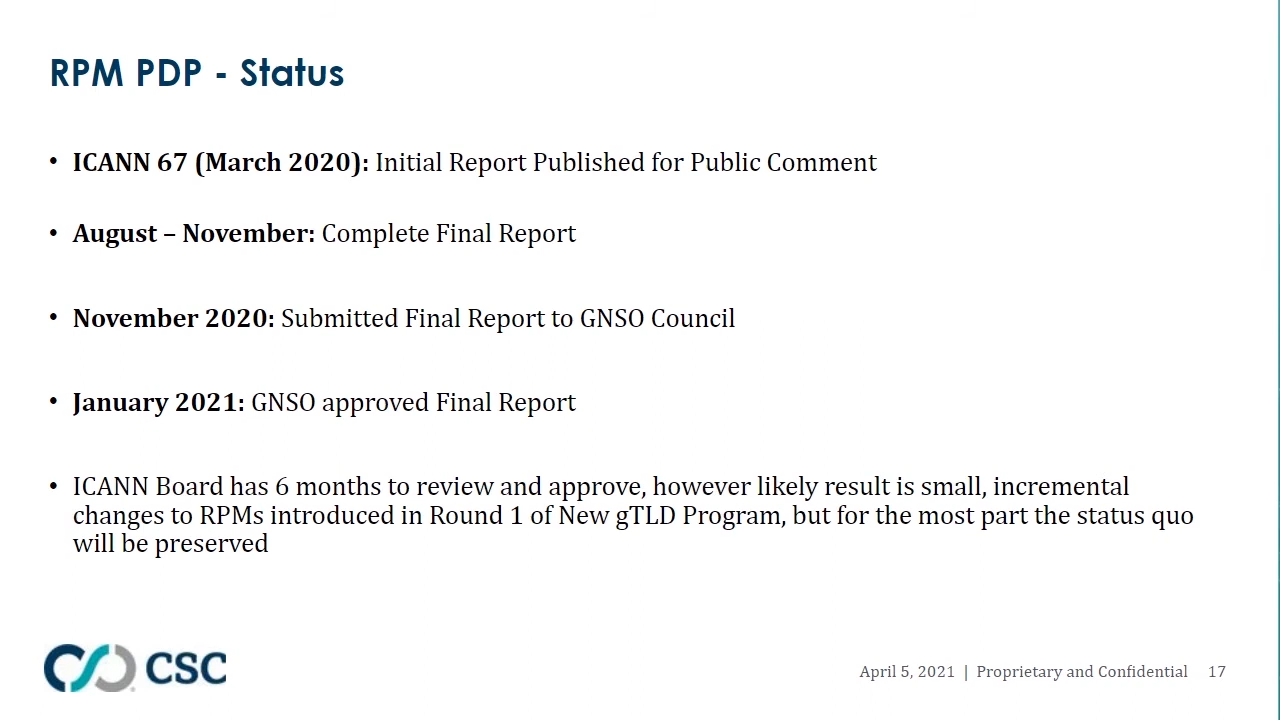 RPM PDP - Status
• ICANN 67 (March 2020): Initial Report Published for Public Comment
• August – November: Complete Final Report
• November 2020: Submitted Final Report to GNSO Council
• January 2021: GNSO approved Final Report
• ICANN Board has 6 months to review and approve, however likely result is small, incremental
changes to RPMs introduced in Round 1 of New gTLD Program, but for the most part the status quo
will be preserved
CSC
April 5, 2021 | Proprietary and Confidential 17